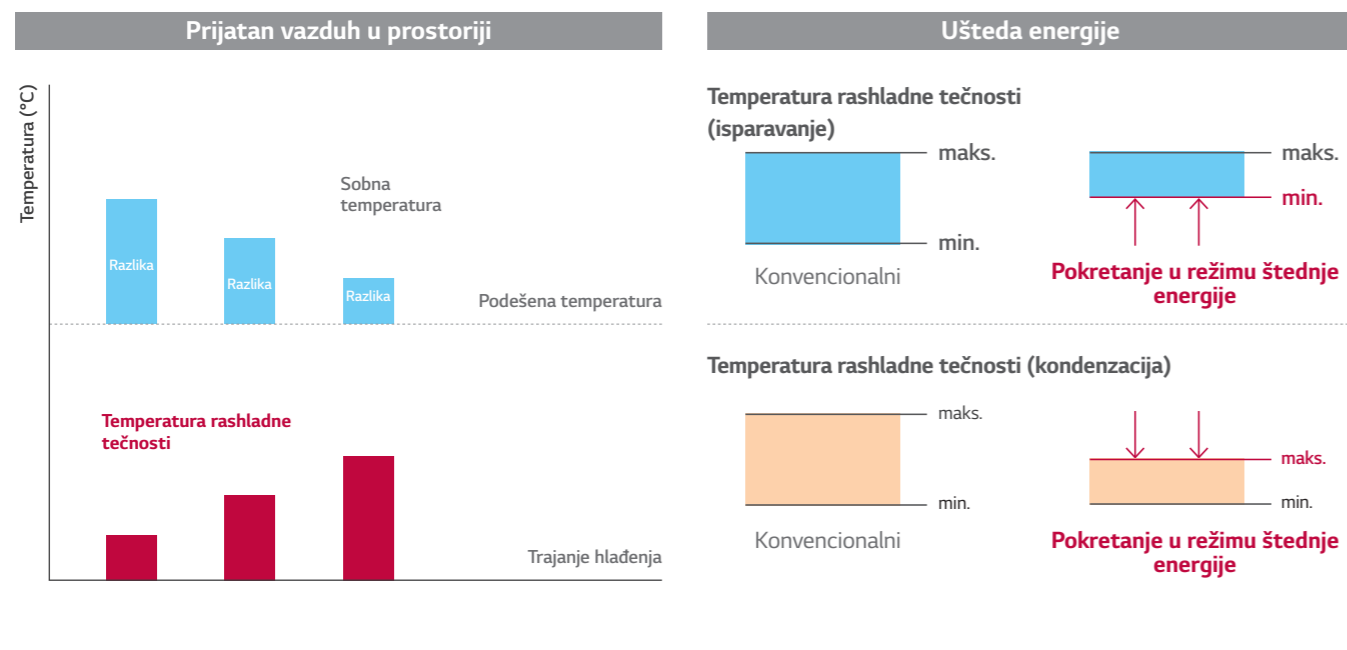 Prijatan vazduh u prostoriji
Temperatura (°C)
Sobna
temperatura
Razlika
Razlika
Razlika
Podešena temperatura
Temperatura rashladne
tečnosti
Trajanje hlađenja
Ušteda energije
Temperatura rashladne tečnosti
(isparavanje)
maks.
min.
Konvencionalni
maks.
min.
Pokretanje u režimu štednje
energije
Temperatura rashladne tečnosti (kondenzacija)
maks.
min.
Konvencionalni
maks.
min.
Pokretanje u režimu štednje
energije